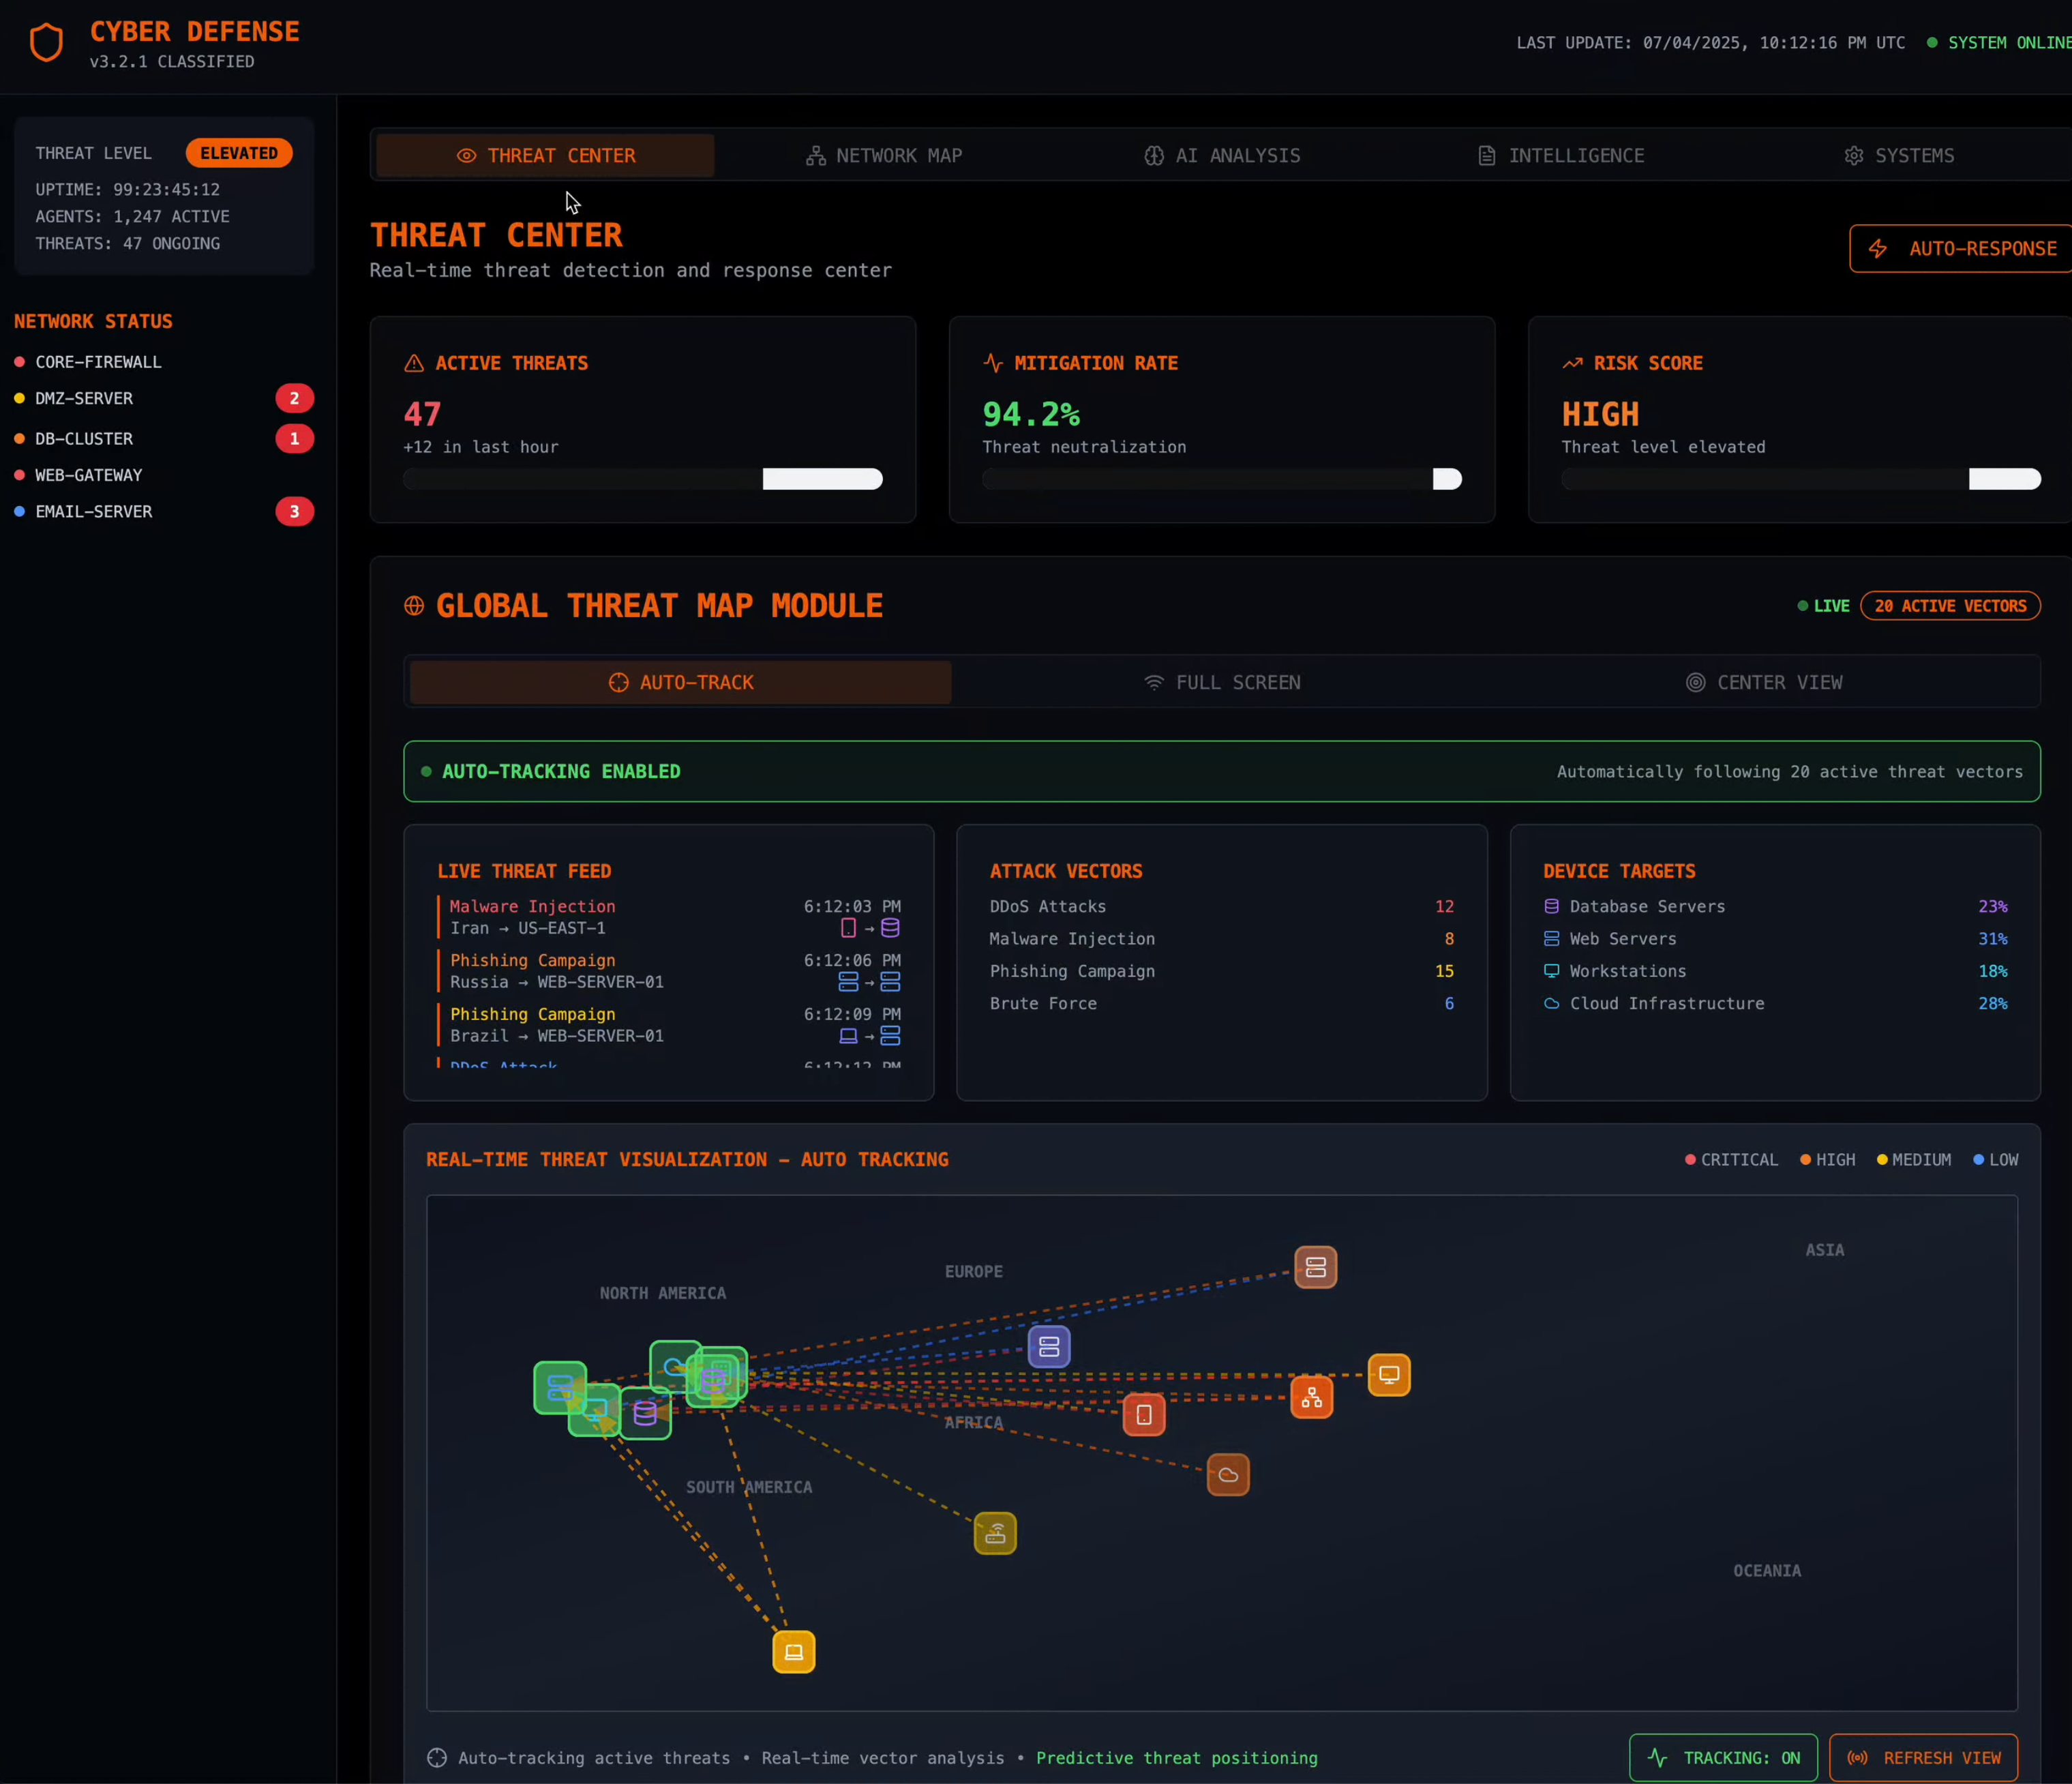 CYBER DEFENSE
v3.2.1 CLASSIFIED
LAST UPDATE: 07/04/2025, 10:12:16 PM UTC
SYSTEM ONLINE
THREAT LEVEL
ELEVATED
UPTIME: 99:23:45:12
AGENTS: 1,247 ACTIVE
THREATS: 47 ONGOING
NETWORK STATUS
CORE-FIREWALL
DMZ-SERVER 2
DB-CLUSTER 1
WEB-GATEWAY
EMAIL-SERVER 3
THREAT CENTER
NETWORK MAP
AI ANALYSIS
INTELLIGENCE
SYSTEMS
THREAT CENTER
Real-time threat detection and response center
AUTO-RESPONSE
ACTIVE THREATS
47
+12 in last hour
MITIGATION RATE
94.2%
Threat neutralization
RISK SCORE
HIGH
Threat level elevated
GLOBAL THREAT MAP MODULE
LIVE
20 ACTIVE VECTORS
AUTO-TRACK
FULL SCREEN
CENTER VIEW
AUTO-TRACKING ENABLED
Automatically following 20 active threat vectors
LIVE THREAT FEED
Malware Injection 6:12:03 PM
Iran → US-EAST-1 →
Phishing Campaign 6:12:06 PM
Russia → WEB-SERVER-01 →
Phishing Campaign 6:12:09 PM
Brazil → WEB-SERVER-01 →
DDoS Attack 6:12:12 PM
ATTACK VECTORS
DDoS Attacks 12
Malware Injection 8
Phishing Campaign 15
Brute Force 6
DEVICE TARGETS
Database Servers 23%
Web Servers 31%
Workstations 18%
Cloud Infrastructure 28%
REAL-TIME THREAT VISUALIZATION - AUTO TRACKING
CRITICAL HIGH MEDIUM LOW
ASIA
EUROPE
NORTH AMERICA
AFRICA
SOUTH AMERICA
OCEANIA
Auto-tracking active threats • Real-time vector analysis • Predictive threat positioning
TRACKING: ON
REFRESH VIEW